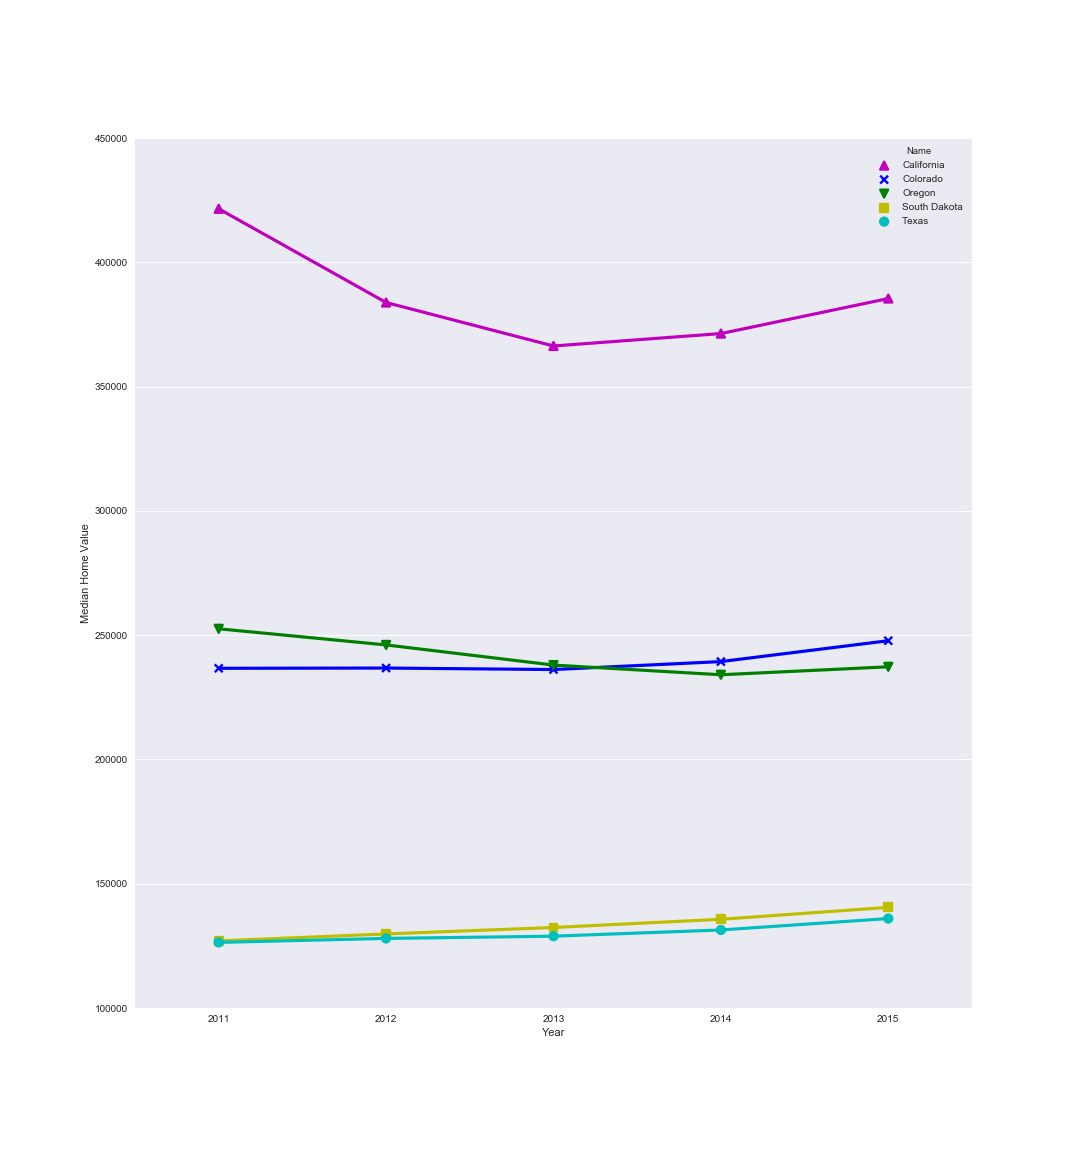 450000
400000
350000
300000
250000
200000
150000
100000
Median Home Value
Name
California
Colorado
Oregon
South Dakota
Texas
2011 2012 2013 2014 2015
Year